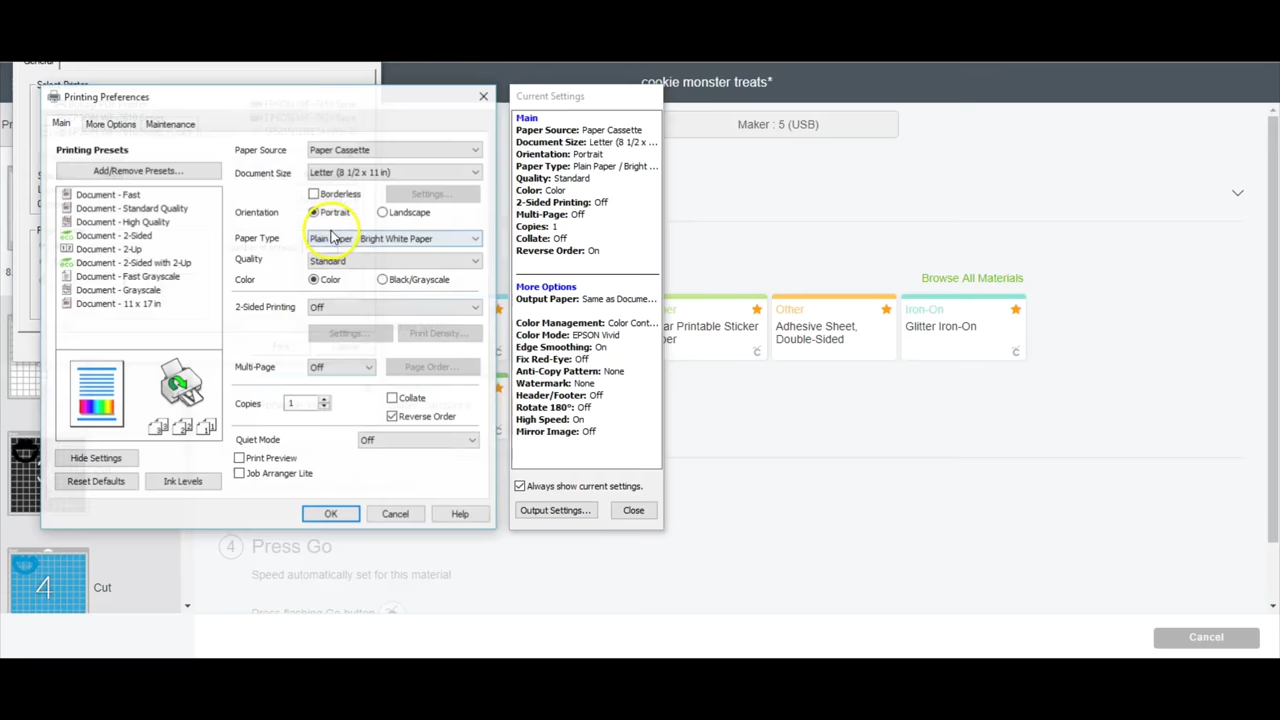 General
cookie monster treats*
Printing Preferences
Current Settings
Maker : 5 (USB)
Main
More Options
Maintenance
Printing Presets
Add/Remove Presets...
Document - Fast
Document - Standard Quality
Document - High Quality
Document - 2-Sided
Document - 2-Up
Document - 2-Sided with 2-Up
Document - Fast Grayscale
Document - Grayscale
Document - 11 x 17 in
Hide Settings
Reset Defaults
Ink Levels
Paper Source
Paper Cassette
Document Size
Letter (8 1/2 x 11 in)
Borderless
Settings...
Orientation
Portrait
Landscape
Paper Type
Plain Paper / Bright White Paper
Quality
Standard
Color
Color
Black/Grayscale
2-Sided Printing
Off
Settings...
Print Density...
Multi-Page
Off
Page Order...
Copies
1
Collate
Reverse Order
Quiet Mode
Off
Print Preview
Job Arranger Lite
OK
Cancel
Help
Main
Paper Source: Paper Cassette
Document Size: Letter (8 1/2 x ...
Orientation: Portrait
Paper Type: Plain Paper / Bright ...
Quality: Standard
Color: Color
2-Sided Printing: Off
Multi-Page: Off
Copies: 1
Collate: Off
Reverse Order: On
More Options
Output Paper: Same as Docume...
Color Management: Color Cont...
Color Mode: EPSON Vivid
Edge Smoothing: On
Fix Red-Eye: Off
Anti-Copy Pattern: None
Watermark: None
Header/Footer: Off
Rotate 180°: Off
High Speed: On
Mirror Image: Off
Always show current settings.
Output Settings...
Close
Browse All Materials
ar Printable Sticker
per
Other
Adhesive Sheet,
Double-Sided
Iron-On
Glitter Iron-On
4
Press Go
Speed automatically set for this material
Press flashing Go button
4
Cut
Cancel